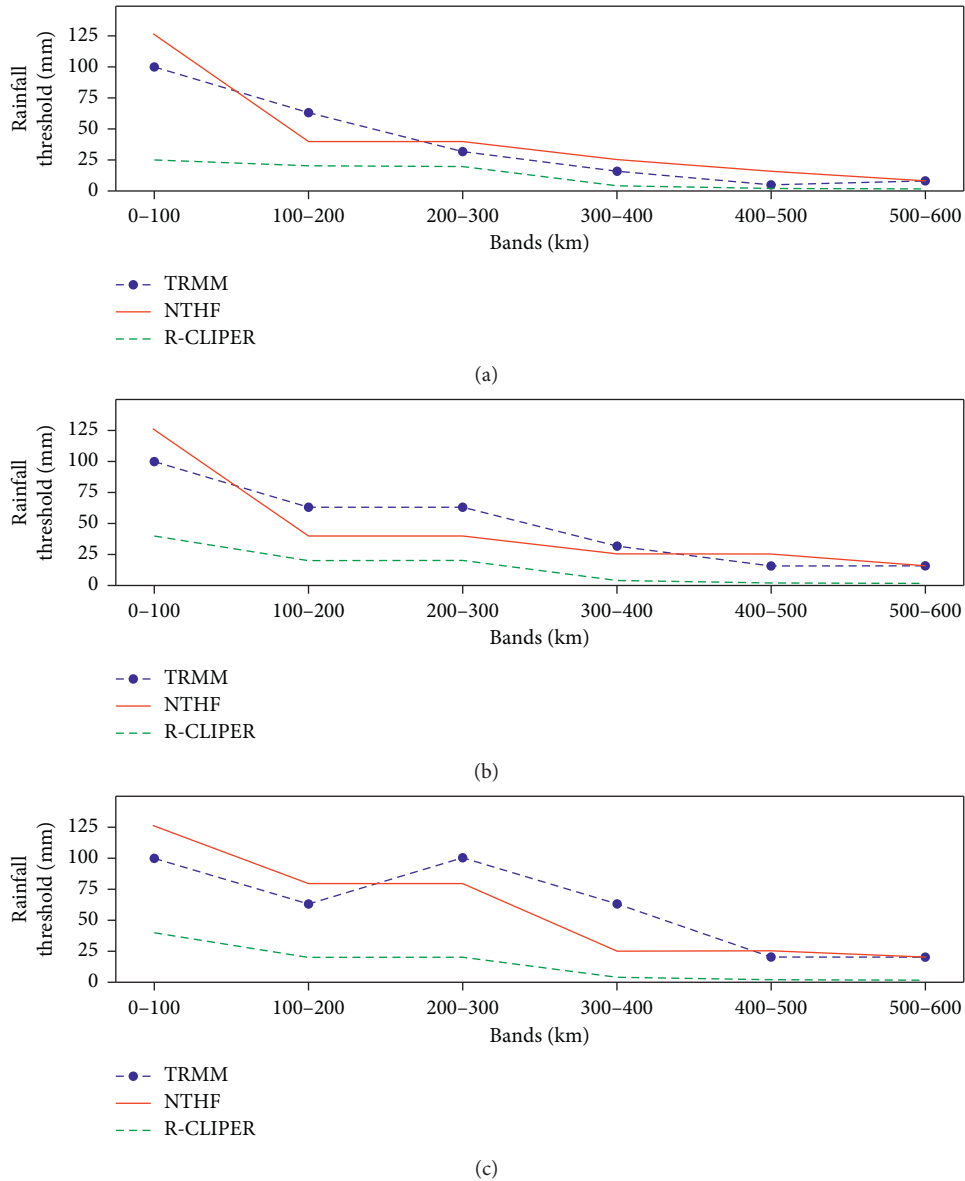 Rainfall
threshold (mm)
125
100
75
50
25
0
0–100 100–200 200–300 300–400 400–500 500–600
Bands (km)
TRMM
NTHF
R-CLIPER
(a)
Rainfall
threshold (mm)
125
100
75
50
25
0
0–100 100–200 200–300 300–400 400–500 500–600
Bands (km)
TRMM
NTHF
R-CLIPER
(b)
Rainfall
threshold (mm)
125
100
75
50
25
0
0–100 100–200 200–300 300–400 400–500 500–600
Bands (km)
TRMM
NTHF
R-CLIPER
(c)